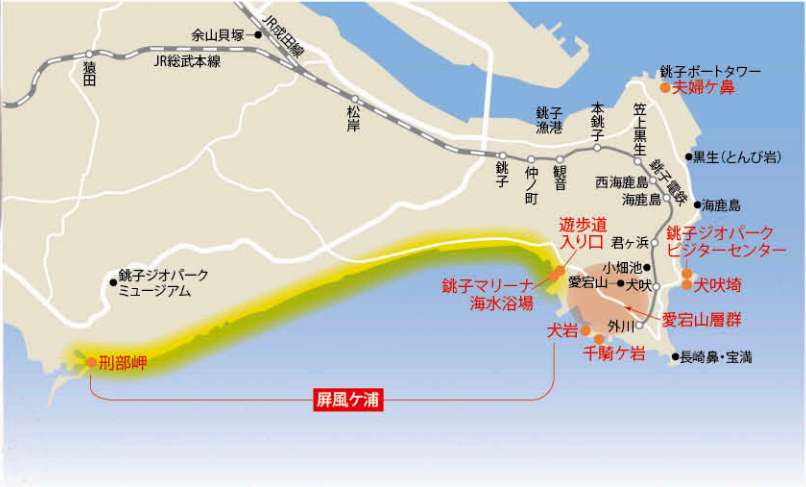 余山貝塚
JR成田線
JR総武本線
猿田
松岸
銚子
仲ノ町
観音
本銚子
笠上黒生
西海鹿島
海鹿島
君ヶ浜
犬吠
外川
銚子電鉄
銚子
漁港
銚子ポートタワー
夫婦ケ鼻
黒生(とんび岩)
海鹿島
銚子ジオパーク
ビジターセンター
犬吠埼
小畑池
愛宕山
愛宕山層群
長崎鼻・宝満
千騎ケ岩
犬岩
遊歩道
入り口
銚子マリーナ
海水浴場
銚子ジオパーク
ミュージアム
刑部岬
屏風ケ浦